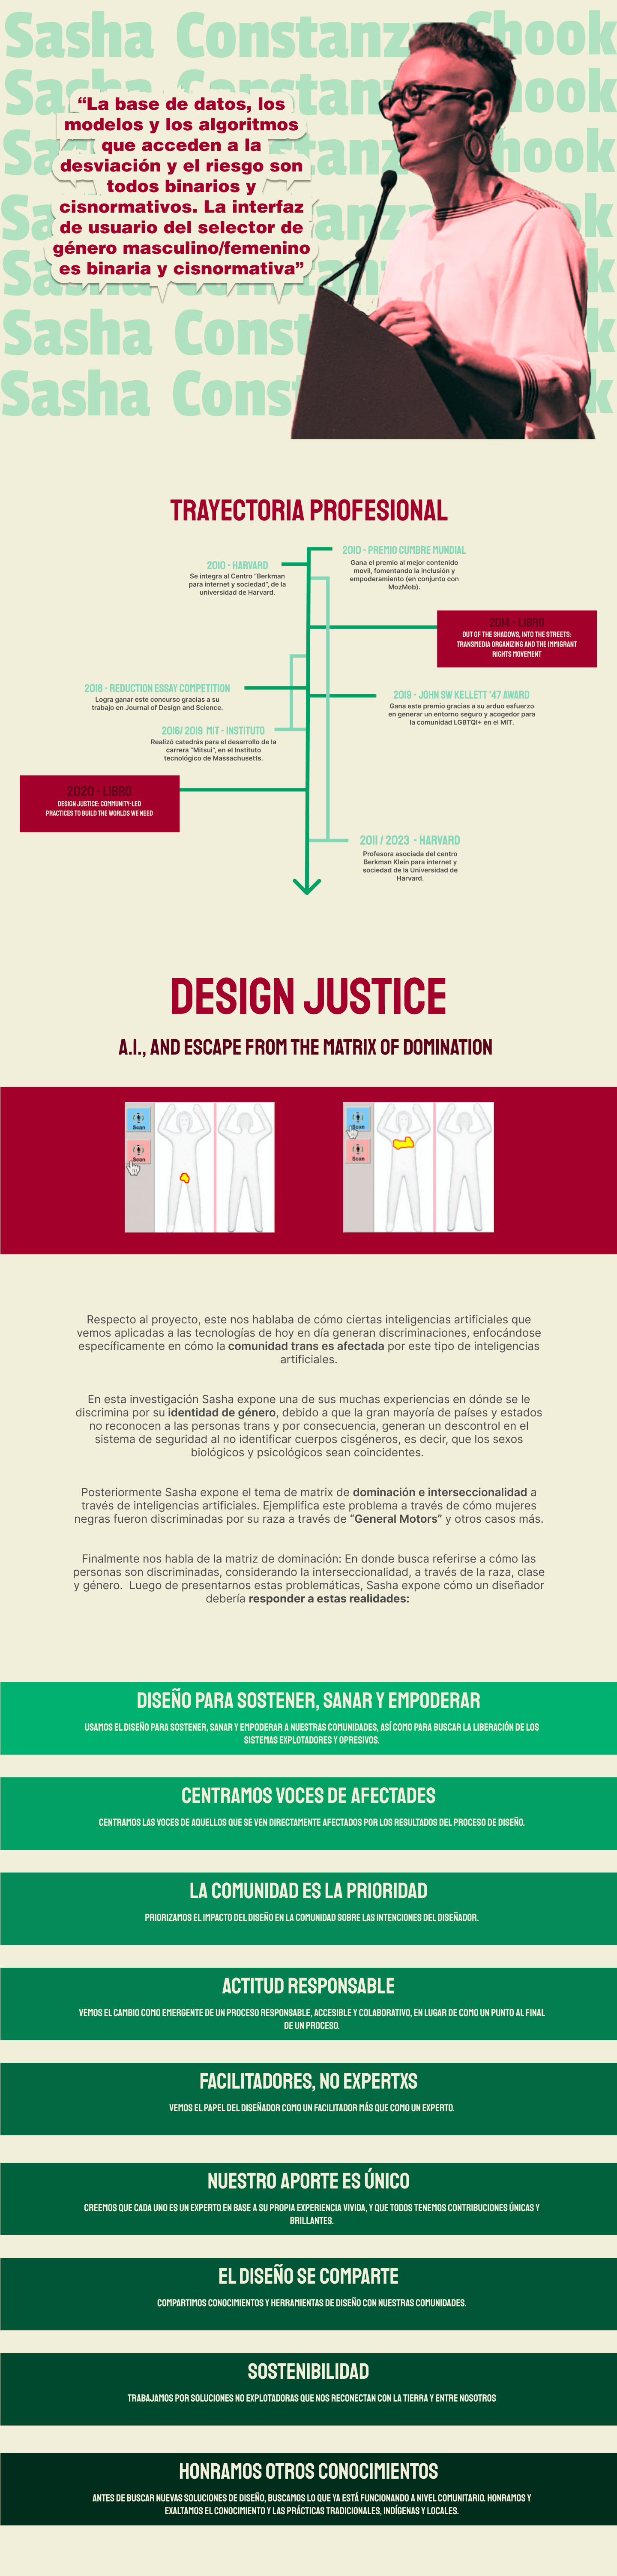 Sasha Constanza Chook
“La base de datos, los
modelos y los algoritmos
que acceden a la
desviación y el riesgo son
todos binarios y
cisnormativos. La interfaz
de usuario del selector de
género masculino/femenino
es binaria y cisnormativa”
Sasha Const
Sasha Consta
TRAYECTORIA PROFESIONAL
2010 - PREMIO CUMBRE MUNDIAL
Gana el premio al mejor contenido
movil, fomentando la inclusión y
empoderamiento (en conjunto con
MozMob).
2010 - HARVARD
Se integra al Centro "Berkman
para internet y sociedad", de la
universidad de Harvard.
2014 - LIBRO
OUT OF THE SHADOWS, INTO THE STREETS:
TRANSMEDIA ORGANIZING AND THE IMMIGRANT
RIGHTS MOVEMENT
2018 - REDUCTION ESSAY COMPETITION
Logra ganar este concurso gracias a su
trabajo en Journal of Design and Science.
2019 - JOHN SW KELLETT '47 AWARD
Gana este premio gracias a su arduo esfuerzo
en generar un entorno seguro y acogedor para
la comunidad LGBTQI+ en el MIT.
2016/ 2019 MIT - INSTITUTO
Realizó catedrás para el desarrollo de la
carrera "Mitsui", en el Instituto
tecnológico de Massachusetts.
2020 - LIBRO
DESIGN JUSTICE: COMMUNITY-LED
PRACTICES TO BUILD THE WORLDS WE NEED
2011 / 2023 - HARVARD
Profesora asociada del centro
Berkman Klein para internet y
sociedad de la Universidad de
Harvard.
DESIGN JUSTICE
A.I., AND ESCAPE FROM THE MATRIX OF DOMINATION
Scan
Scan
Scan
Scan
Respecto al proyecto, este nos hablaba de cómo ciertas inteligencias artificiales que
vemos aplicadas a las tecnologías de hoy en día generan discriminaciones, enfocándose
específicamente en cómo la comunidad trans es afectada por este tipo de inteligencias
artificiales.
En esta investigación Sasha expone una de sus muchas experiencias en dónde se le
discrimina por su identidad de género, debido a que la gran mayoría de países y estados
no reconocen a las personas trans y por consecuencia, generan un descontrol en el
sistema de seguridad al no identificar cuerpos cisgéneros, es decir, que los sexos
biológicos y psicológicos sean coincidentes.
Posteriormente Sasha expone el tema de matrix de dominación e interseccionalidad a
través de inteligencias artificiales. Ejemplifica este problema a través de cómo mujeres
negras fueron discriminadas por su raza a través de "General Motors" y otros casos más.
Finalmente nos habla de la matriz de dominación: En donde busca referirse a cómo las
personas son discriminadas, considerando la interseccionalidad, a través de la raza, clase
y género. Luego de presentarnos estas problemáticas, Sasha expone cómo un diseñador
debería responder a estas realidades:
DISEÑO PARA SOSTENER, SANAR Y EMPODERAR
USAMOS EL DISEÑO PARA SOSTENER, SANAR Y EMPODERAR A NUESTRAS COMUNIDADES, ASÍ COMO PARA BUSCAR LA LIBERACIÓN DE LOS
SISTEMAS EXPLOTADORES Y OPRESIVOS.
CENTRAMOS VOCES DE AFECTADES
CENTRAMOS LAS VOCES DE AQUELLOS QUE SE VEN DIRECTAMENTE AFECTADOS POR LOS RESULTADOS DEL PROCESO DE DISEÑO.
LA COMUNIDAD ES LA PRIORIDAD
PRIORIZAMOS EL IMPACTO DEL DISEÑO EN LA COMUNIDAD SOBRE LAS INTENCIONES DEL DISEÑADOR.
ACTITUD RESPONSABLE
VEMOS EL CAMBIO COMO EMERGENTE DE UN PROCESO RESPONSABLE, ACCESIBLE Y COLABORATIVO, EN LUGAR DE COMO UN PUNTO AL FINAL
DE UN PROCESO.
FACILITADORES, NO EXPERTXS
VEMOS EL PAPEL DEL DISEÑADOR COMO UN FACILITADOR MÁS QUE COMO UN EXPERTO.
NUESTRO APORTE ES ÚNICO
CREEMOS QUE CADA UNO ES UN EXPERTO EN BASE A SU PROPIA EXPERIENCIA VIVIDA, Y QUE TODOS TENEMOS CONTRIBUCIONES ÚNICAS Y
BRILLANTES.
EL DISEÑO SE COMPARTE
COMPARTIMOS CONOCIMIENTOS Y HERRAMIENTAS DE DISEÑO CON NUESTRAS COMUNIDADES.
SOSTENIBILIDAD
TRABAJAMOS POR SOLUCIONES NO EXPLOTADORAS QUE NOS RECONECTAN CON LA TIERRA Y ENTRE NOSOTROS
HONRAMOS OTROS CONOCIMIENTOS
ANTES DE BUSCAR NUEVAS SOLUCIONES DE DISEÑO, BUSCAMOS LO QUE YA ESTÁ FUNCIONANDO A NIVEL COMUNITARIO. HONRAMOS Y
EXALTAMOS EL CONOCIMIENTO Y LAS PRÁCTICAS TRADICIONALES, INDÍGENAS Y LOCALES.